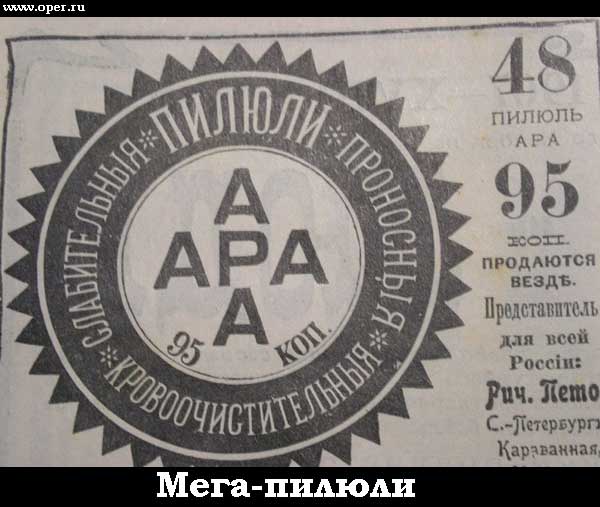 www.oper.ru
ПИЛЮЛИ
СЛАБИТЕЛЬНЫЯ * ПРОНОСНЫЯ
КРОВООЧИСТИТЕЛЬНЫЯ
А
АРА
А
95 КОП.
48
ПИЛЮЛЬ
АРА
95
КОП.
ПРОДАЮТСЯ
ВЕЗДѢ.
Представитель
для всей
Россіи:
Рич. Пето
С.-Петербургъ
Караванная,
Мега-пилюли